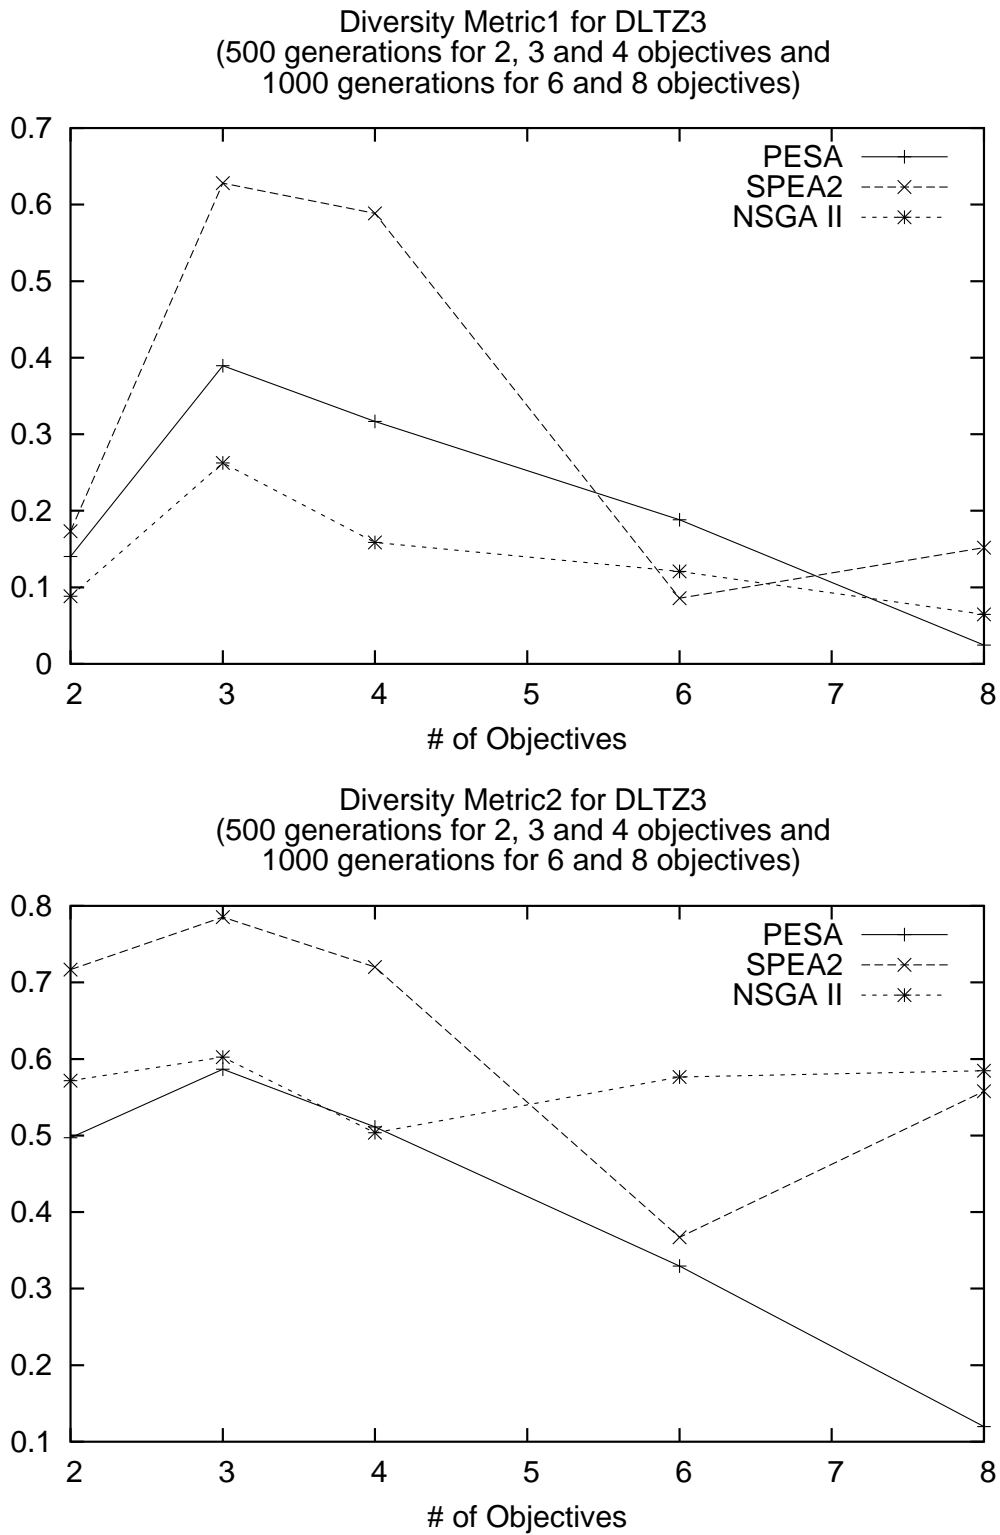 Diversity Metric1 for DLTZ3
(500 generations for 2, 3 and 4 objectives and
1000 generations for 6 and 8 objectives)
0.7
0.6
0.5
0.4
0.3
0.2
0.1
0
PESA
SPEA2
NSGA II
2 3 4 5 6 7 8
# of Objectives
Diversity Metric2 for DLTZ3
(500 generations for 2, 3 and 4 objectives and
1000 generations for 6 and 8 objectives)
0.8
0.7
0.6
0.5
0.4
0.3
0.2
0.1
PESA
SPEA2
NSGA II
2 3 4 5 6 7 8
# of Objectives